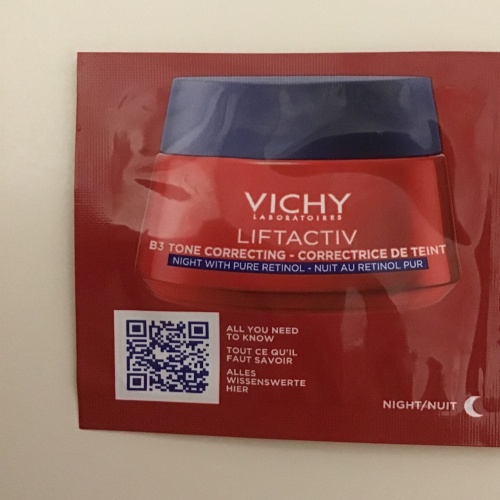 VICHY
LABORATOIRES
LIFTACTIV
B3 TONE CORRECTING - CORRECTRICE DE TEINT
NIGHT WITH PURE RETINOL - NUIT AU RETINOL PUR
ALL YOU NEED
TO KNOW
TOUT CE QU'IL
FAUT SAVOIR
ALLES
WISSENSWERTE
HIER
NIGHT/NUIT